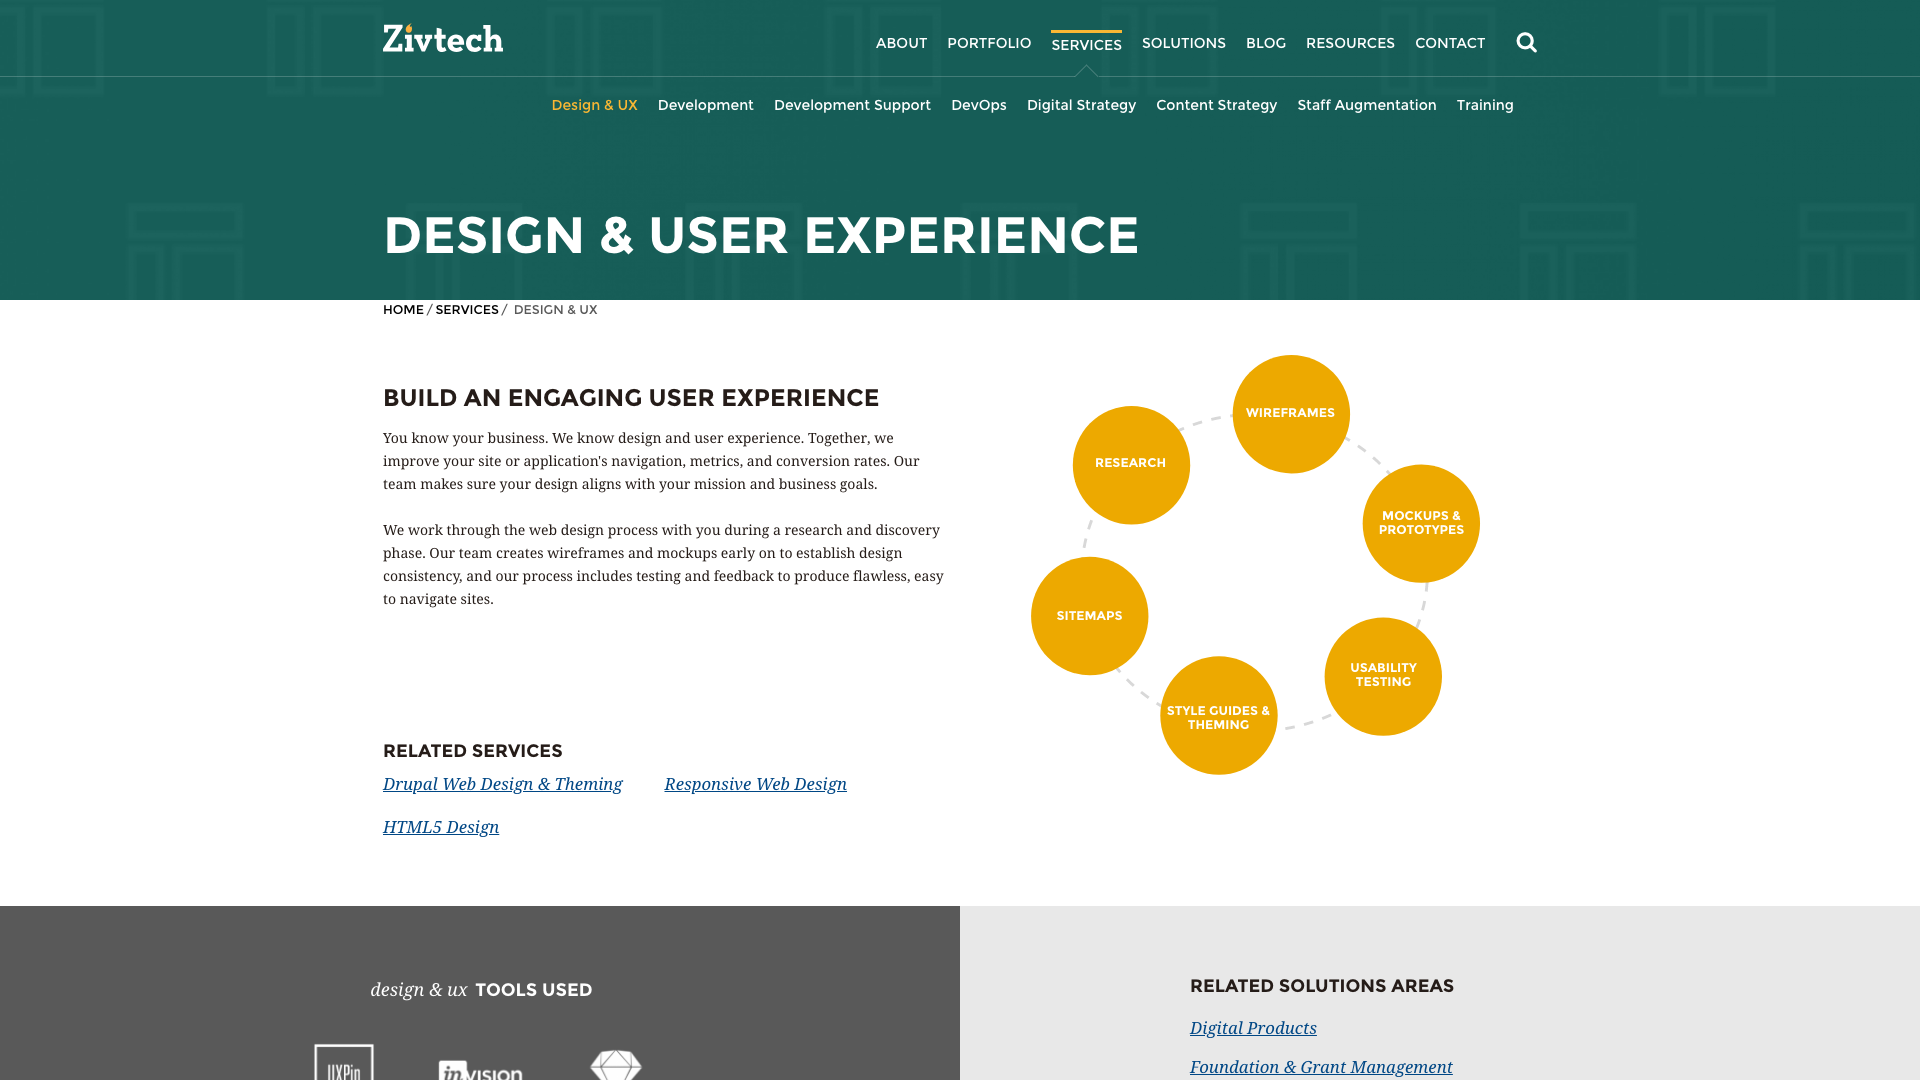 Zivtech
ABOUT PORTFOLIO SERVICES SOLUTIONS BLOG RESOURCES CONTACT
Design & UX Development Development Support DevOps Digital Strategy Content Strategy Staff Augmentation Training
DESIGN & USER EXPERIENCE
HOME / SERVICES / DESIGN & UX
BUILD AN ENGAGING USER EXPERIENCE
You know your business. We know design and user experience. Together, we
improve your site or application's navigation, metrics, and conversion rates. Our
team makes sure your design aligns with your mission and business goals.
We work through the web design process with you during a research and discovery
phase. Our team creates wireframes and mockups early on to establish design
consistency, and our process includes testing and feedback to produce flawless, easy
to navigate sites.
WIREFRAMES
RESEARCH
MOCKUPS &
PROTOTYPES
SITEMAPS
USABILITY
TESTING
STYLE GUIDES &
THEMING
RELATED SERVICES
Drupal Web Design & Theming Responsive Web Design
HTML5 Design
design & ux TOOLS USED
UXPin invision
RELATED SOLUTIONS AREAS
Digital Products
Foundation & Grant Management